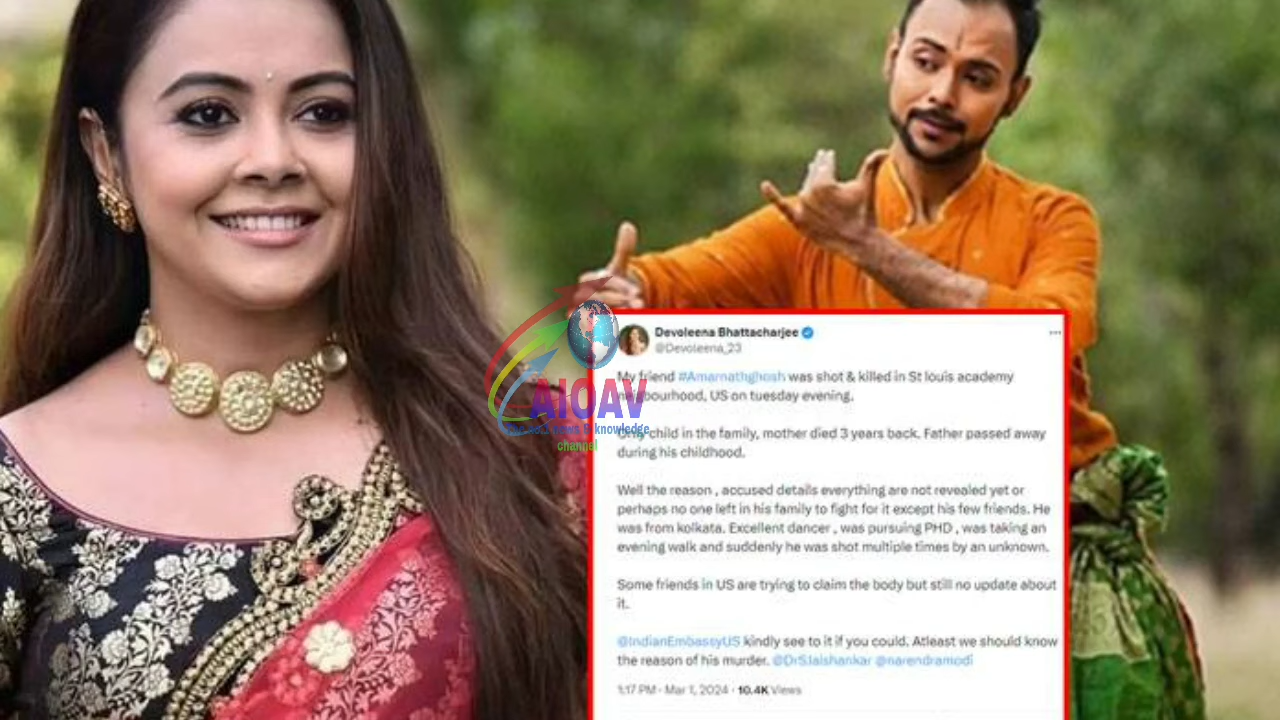 Devoleena Bhattacharjee
@Devoleena_23
My friend #Amarnathghosh was shot & killed in St louis academy
neigbourhood, US on tuesday evening.
AIOAV
news & knowledge
channel
Only child in the family, mother died 3 years back. Father passed away
during his childhood.
Well the reason , accused details everything are not revealed yet or
perhaps no one left in his family to fight for it except his few friends. He
was from kolkata. Excellent dancer , was pursuing PHD , was taking an
evening walk and suddenly he was shot multiple times by an unknown.
Some friends in US are trying to claim the body but still no update about
it.
@IndianEmbassyUS kindly see to it if you could. Atleast we should know
the reason of his murder. @DrSJaishankar @narendramodi
1:17 PM · Mar 1, 2024 · 10.4K Views